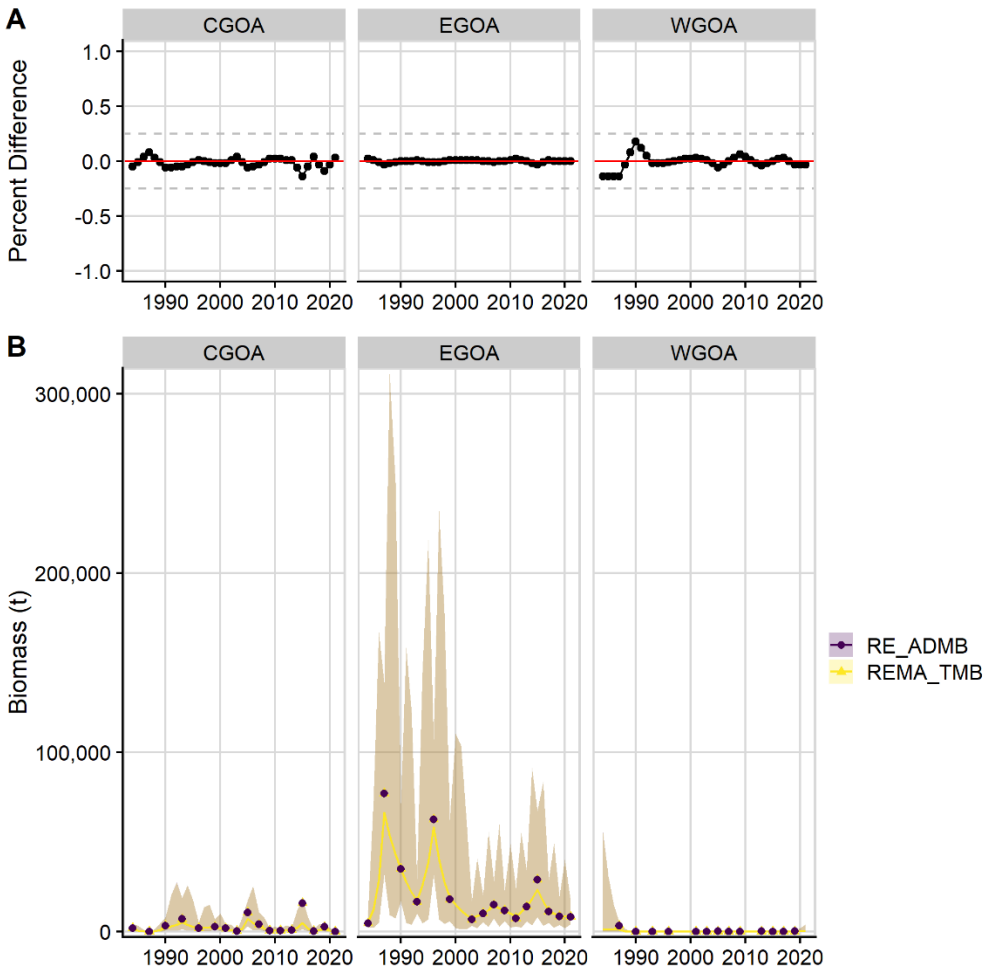 A
CGOA EGOA WGOA
Percent Difference
1.0
0.5
0.0
-0.5
-1.0
1990 2000 2010 2020 1990 2000 2010 2020 1990 2000 2010 2020
B
CGOA EGOA WGOA
Biomass (t)
300,000
200,000
100,000
0
1990 2000 2010 2020 1990 2000 2010 2020 1990 2000 2010 2020
RE_ADMB
REMA_TMB